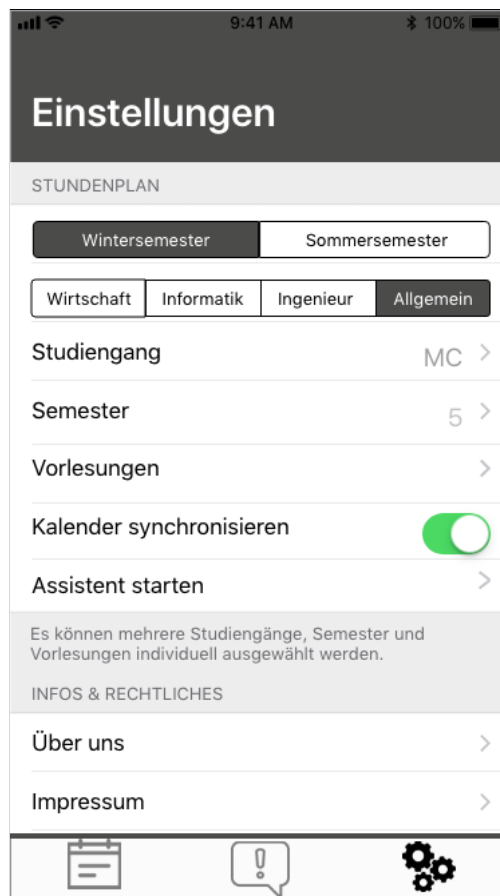 9:41 AM 100%
Einstellungen
STUNDENPLAN
Wintersemester Sommersemester
Wirtschaft Informatik Ingenieur Allgemein
Studiengang MC
Semester 5
Vorlesungen
Kalender synchronisieren
Assistent starten
Es können mehrere Studiengänge, Semester und
Vorlesungen individuell ausgewählt werden.
INFOS & RECHTLICHES
Über uns
Impressum